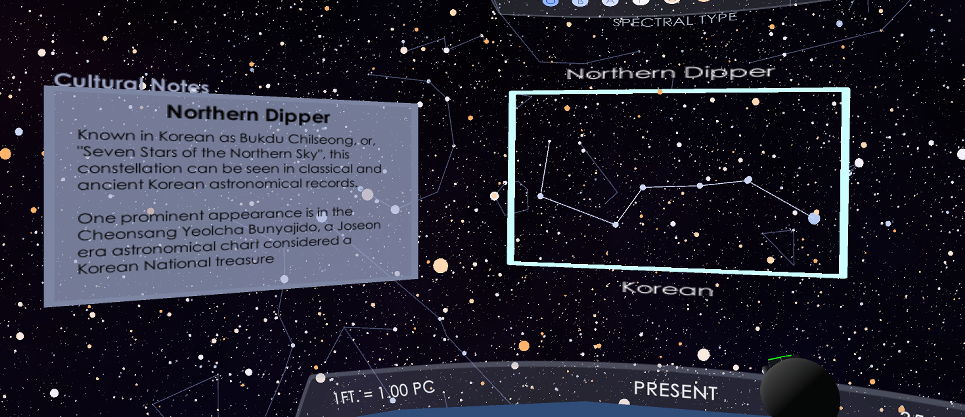 SPECTRAL TYPE
Northern Dipper
Cultural Notes
Northern Dipper
Known in Korean as Bukdu Chilseong, or,
"Seven Stars of the Northern Sky", this
constellation can be seen in classical and
ancient Korean astronomical records.
One prominent appearance is in the
Cheonsang Yeolcha Bunyajido, a Joseon
era astronomical chart considered a
Korean National treasure
Korean
1FT. = 1.00 PC
PRESENT